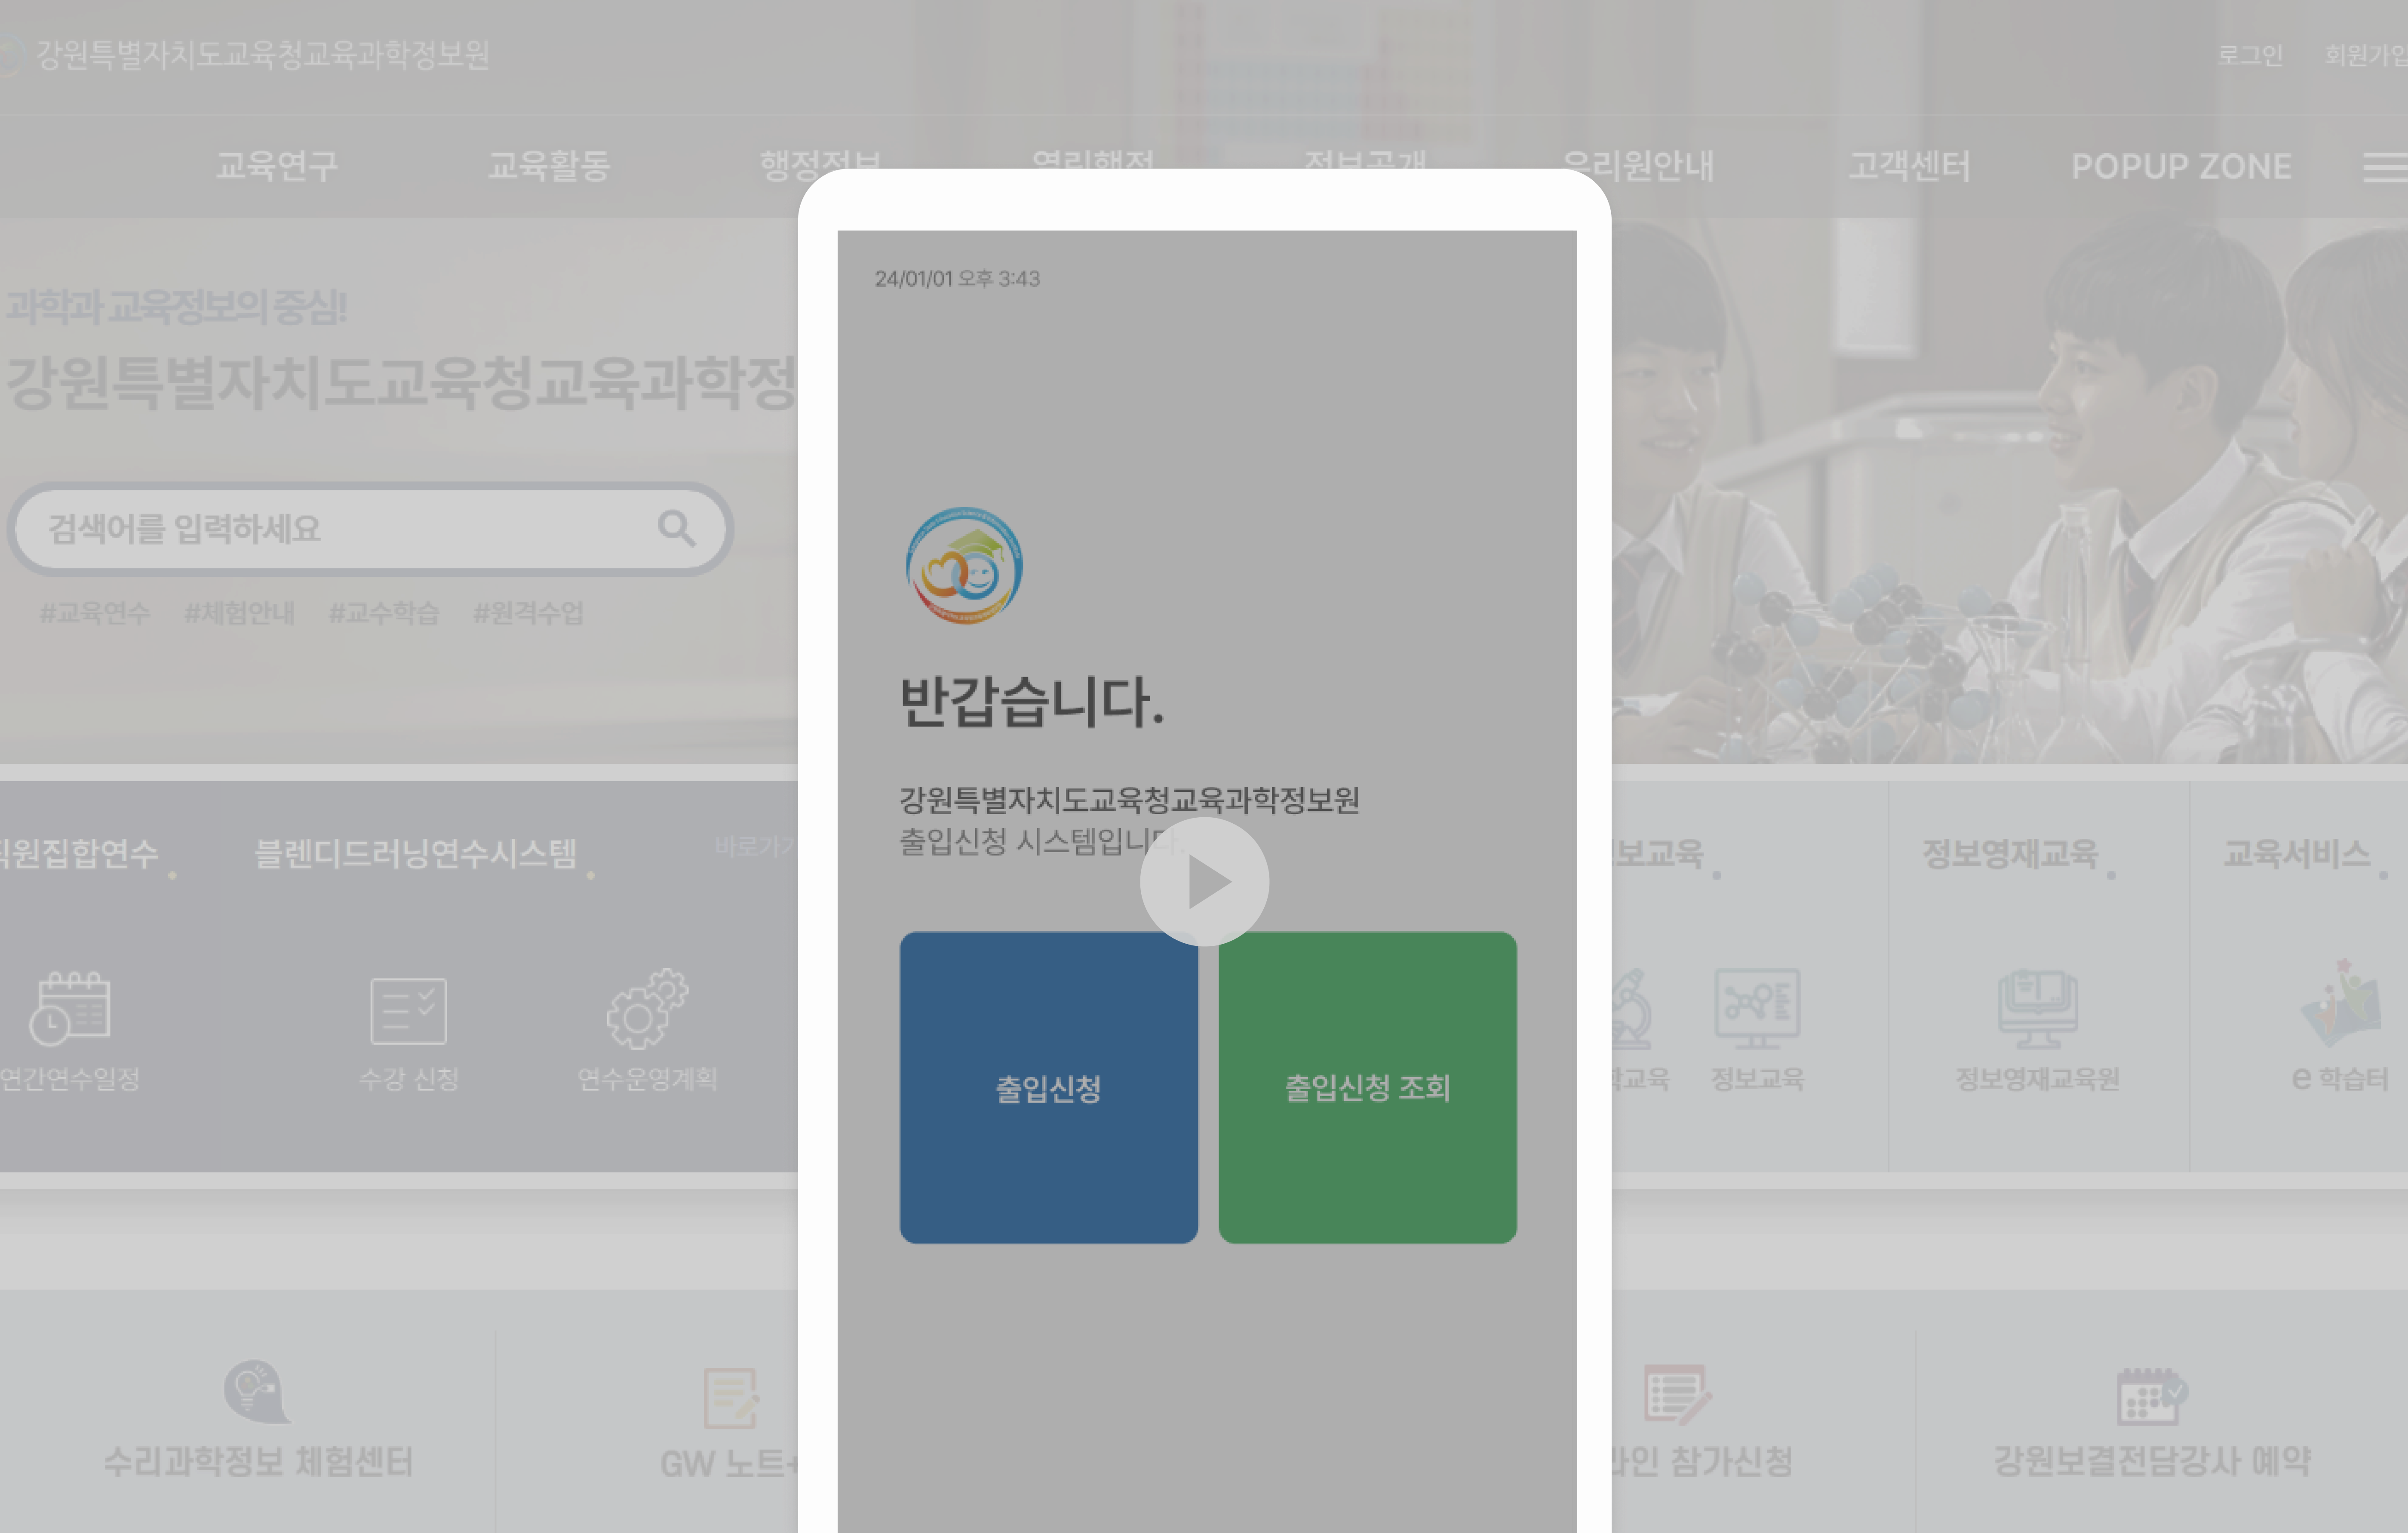 강원특별자치도교육청교육과학정보원
로그인 회원가입
교육연구 교육활동 행정정보 열린행정 정보공개 우리원안내 고객센터 POPUP ZONE
과학과 교육정보의 중심!
강원특별자치도교육청교육과학정
검색어를 입력하세요
#교육연수 #체험안내 #교수학습 #원격수업
24/01/01 오후 3:43
반갑습니다.
강원특별자치도교육청교육과학정보원
출입신청 시스템입니다.
출입신청
출입신청 조회
직원집합연수
블렌디드러닝연수시스템
바로가기
보교육
정보영재교육
교육서비스
연간연수일정
수강 신청
연수운영계획
학교육
정보교육
정보영재교육원
e 학습터
수리과학정보 체험센터
GW 노트+
라인 참가신청
강원보결전담강사 예약